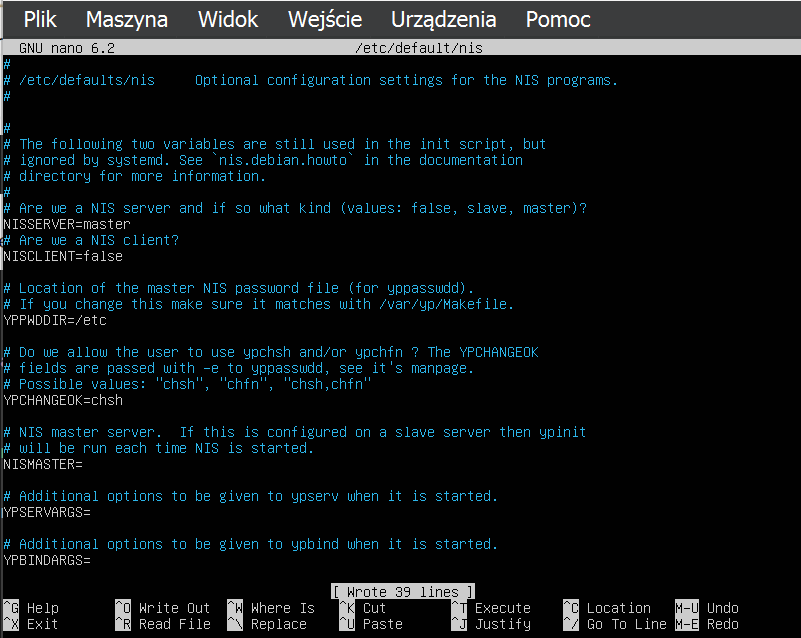 Plik Maszyna Widok Wejście Urządzenia Pomoc
GNU nano 6.2 /etc/default/nis
#
# /etc/defaults/nis Optional configuration settings for the NIS programs.
#
#
# The following two variables are still used in the init script, but
# ignored by systemd. See `nis.debian.howto` in the documentation
# directory for more information.
#
# Are we a NIS server and if so what kind (values: false, slave, master)?
NISSERVER=master
# Are we a NIS client?
NISCLIENT=false
# Location of the master NIS password file (for yppasswdd).
# If you change this make sure it matches with /var/yp/Makefile.
YPPWDDIR=/etc
# Do we allow the user to use ypchsh and/or ypchfn ? The YPCHANGEOK
# fields are passed with -e to yppasswdd, see it's manpage.
# Possible values: "chsh", "chfn", "chsh,chfn"
YPCHANGEOK=chsh
# NIS master server. If this is configured on a slave server then ypinit
# will be run each time NIS is started.
NISMASTER=
# Additional options to be given to ypserv when it is started.
YPSERVARGS=
# Additional options to be given to ypbind when it is started.
YPBINDARGS=
[ Wrote 39 lines ]
^G Help ^O Write Out ^W Where Is ^K Cut ^T Execute ^C Location M-U Undo
^X Exit ^R Read File ^\ Replace ^U Paste ^J Justify ^/ Go To Line M-E Redo